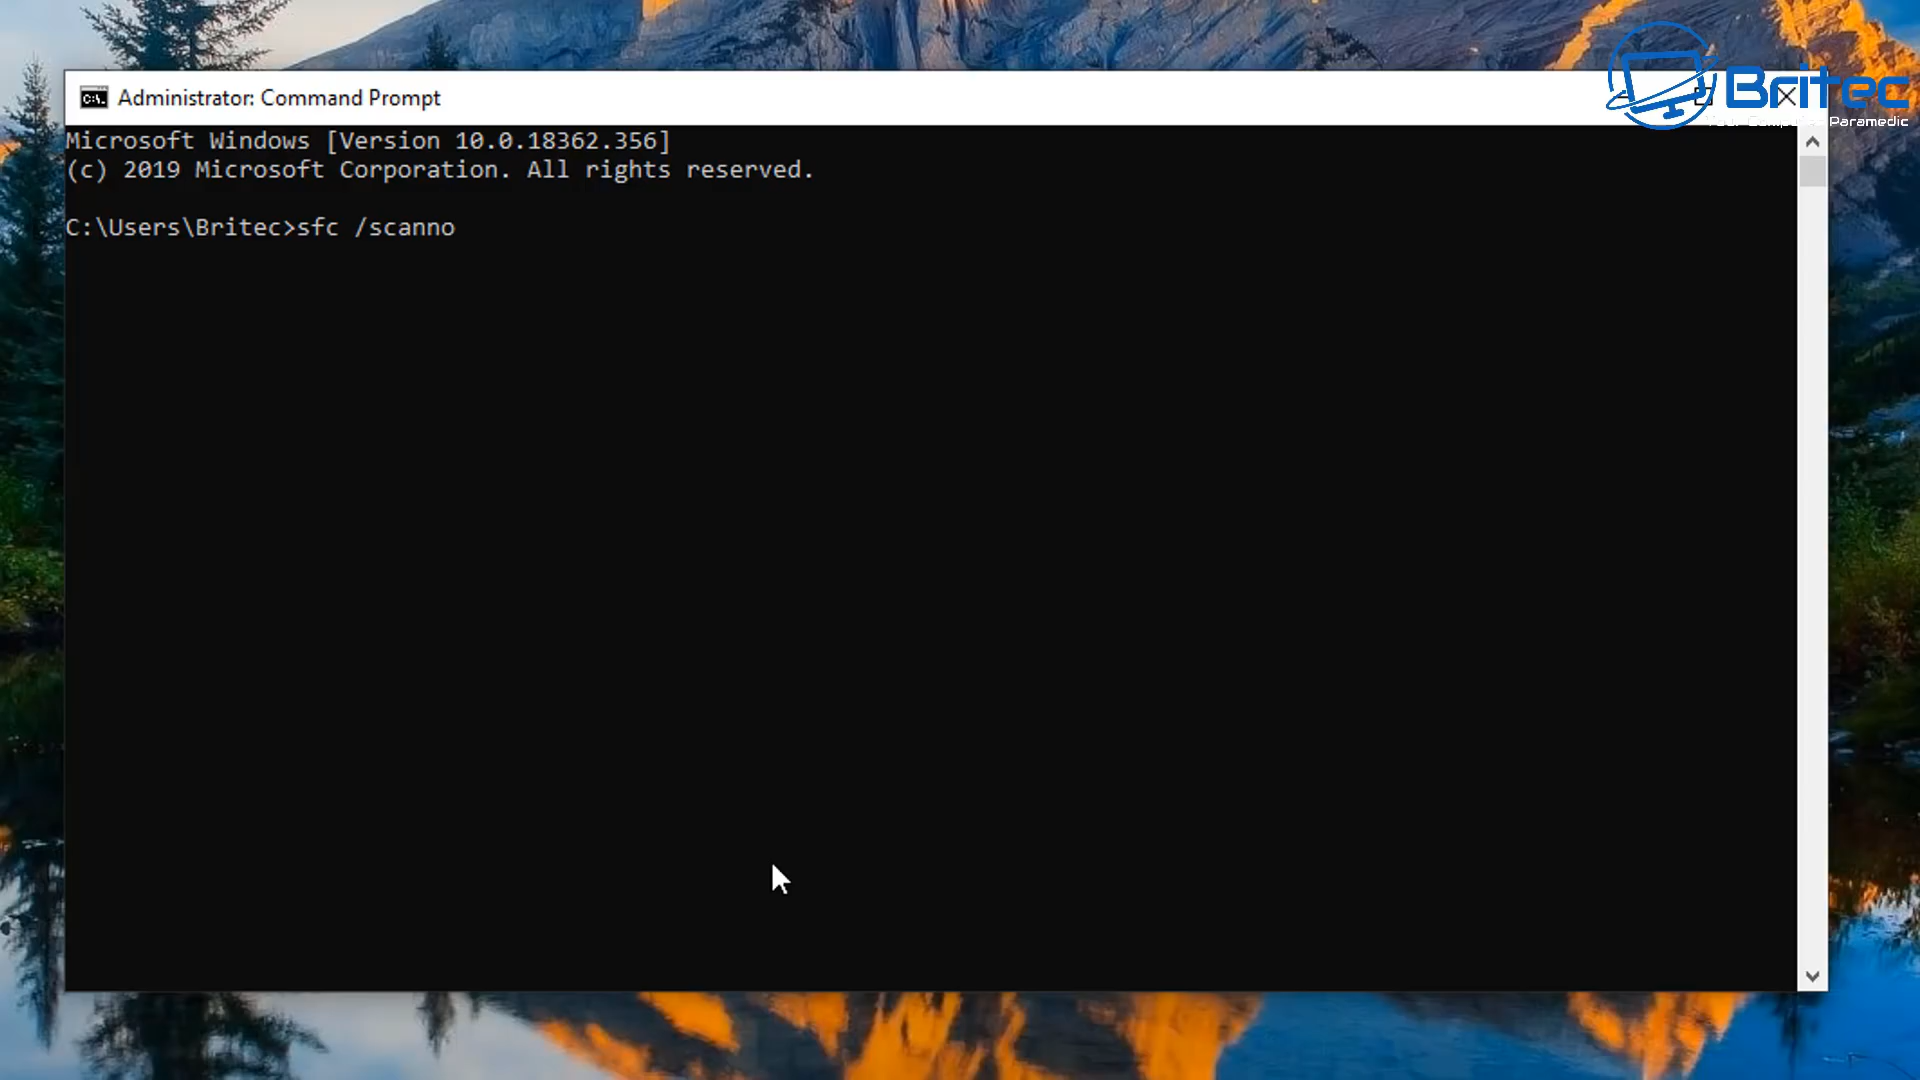 Britec
Paramedic
Administrator: Command Prompt
Microsoft Windows [Version 10.0.18362.356]
(c) 2019 Microsoft Corporation. All rights reserved.
C:\Users\Britec>sfc /scanno